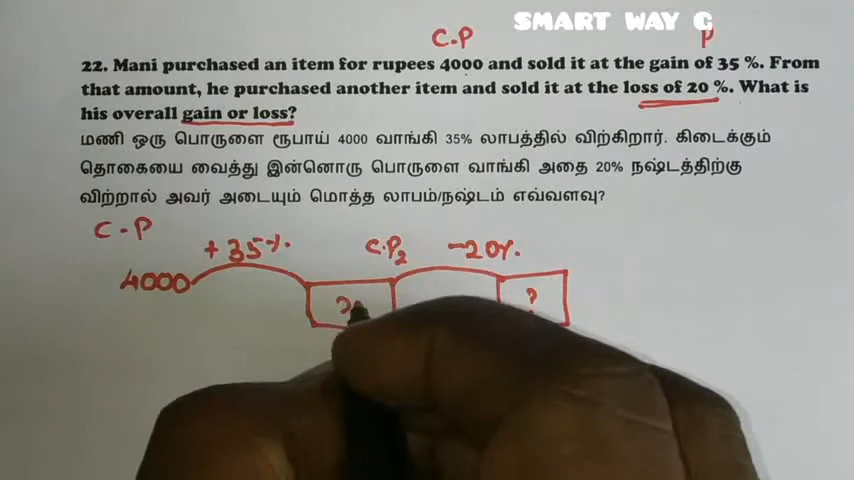 SMART WAY G
C.P P
22. Mani purchased an item for rupees 4000 and sold it at the gain of 35 %. From
that amount, he purchased another item and sold it at the loss of 20 %. What is
his overall gain or loss?
மணி ஒரு பொருளை ரூபாய் 4000 வாங்கி 35% லாபத்தில் விற்கிறார். கிடைக்கும்
தொகையை வைத்து இன்னொரு பொருளை வாங்கி அதை 20% நஷ்டத்திற்கு
விற்றால் அவர் அடையும் மொத்த லாபம்/நஷ்டம் எவ்வளவு?
C.P
+35% C.P2 -20%
4000 ?